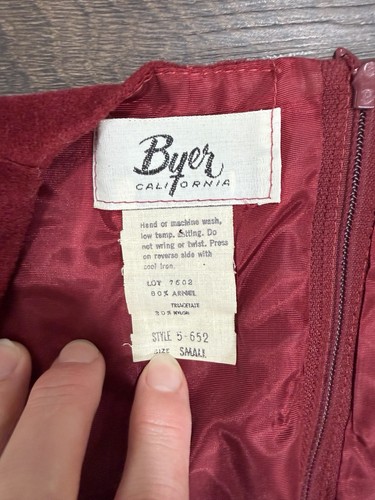 Byer
CALIFORNIA
Hand or machine wash,
low temp. setting. Do
not wring or twist. Press
on reverse side with
cool iron.
LOT 7602
80% ARNEL
TRIACETATE
20% NYLON
STYLE 5-652
SIZE SMALL